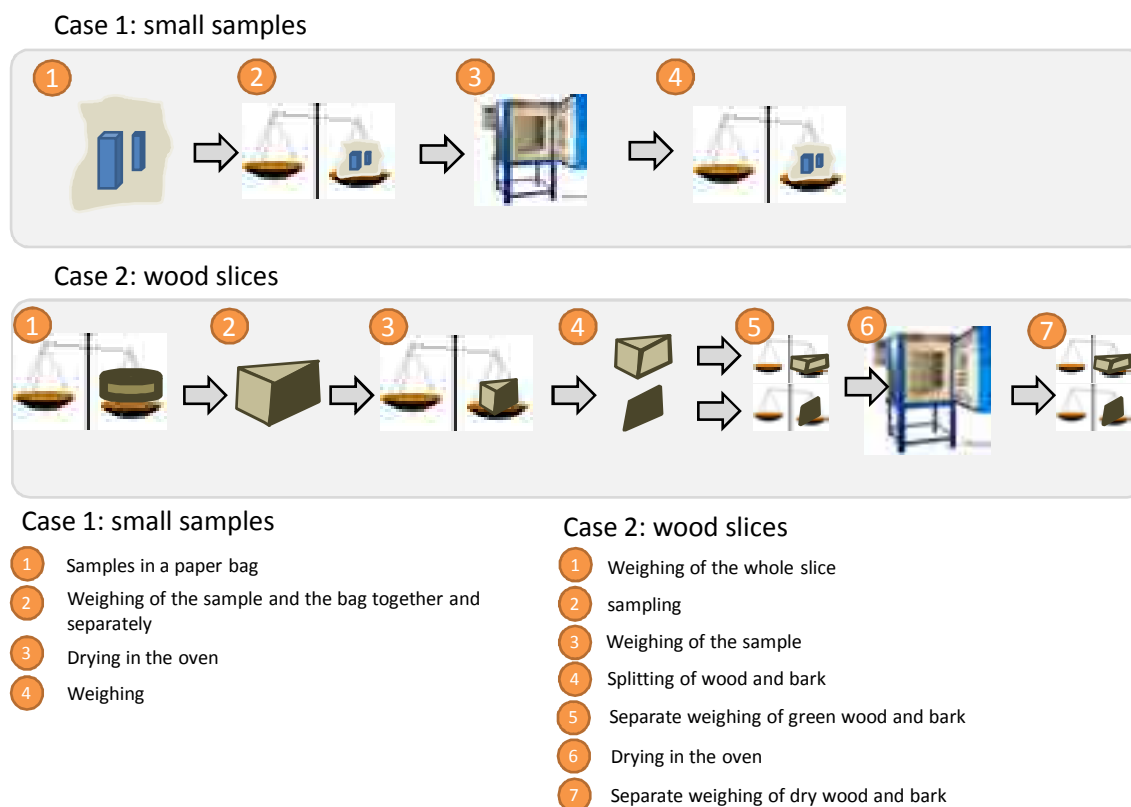 Case 1: small samples
1
2
3
4
Case 2: wood slices
1
2
3
4
5
6
7
Case 1: small samples
1 Samples in a paper bag
2 Weighing of the sample and the bag together and
separately
3 Drying in the oven
4 Weighing
Case 2: wood slices
1 Weighing of the whole slice
2 sampling
3 Weighing of the sample
4 Splitting of wood and bark
5 Separate weighing of green wood and bark
6 Drying in the oven
7 Separate weighing of dry wood and bark